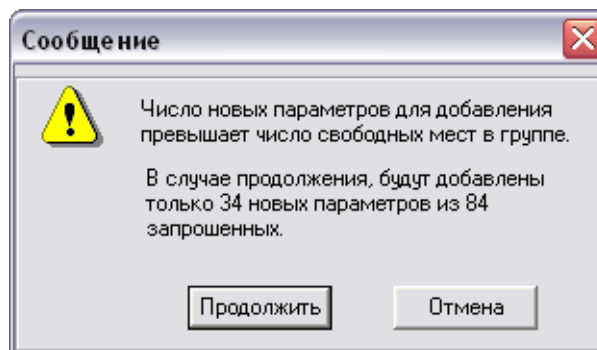 Сообщение
Число новых параметров для добавления
превышает число свободных мест в группе.
В случае продолжения, будут добавлены
только 34 новых параметров из 84
запрошенных.
Продолжить
Отмена